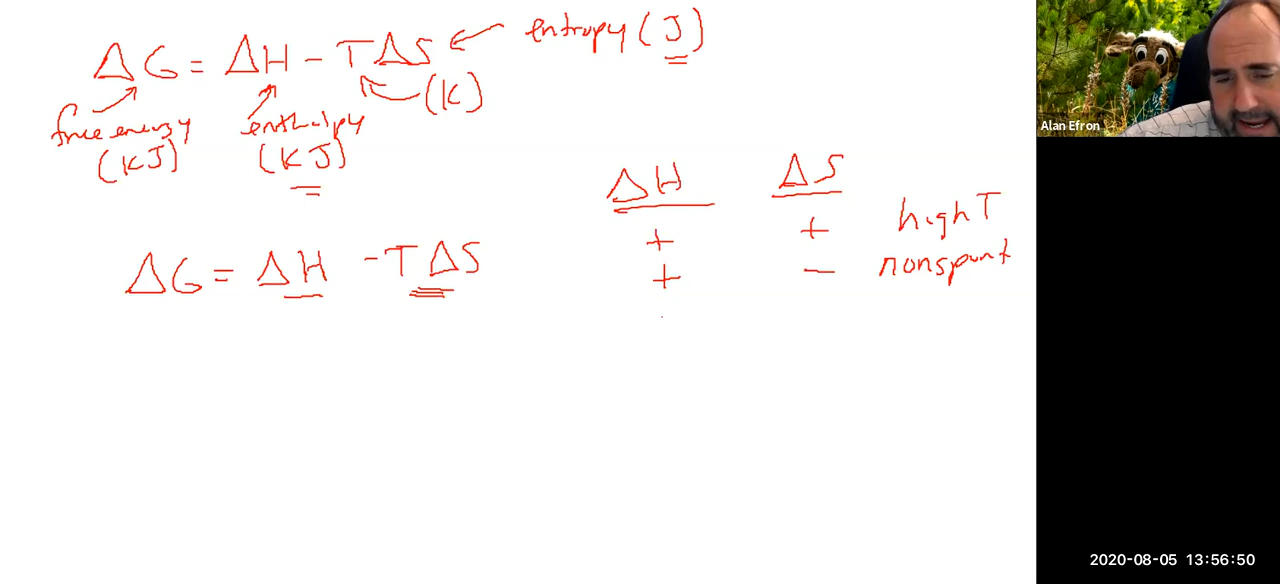 ΔG = ΔH - TΔS ← entropy (J)
free energy
(KJ)
enthalpy
(KJ)
(K)
ΔH ΔS
+ + high T
+ - nonspont
ΔG = ΔH - TΔS
Alan Efron
2020-08-05 13:56:50